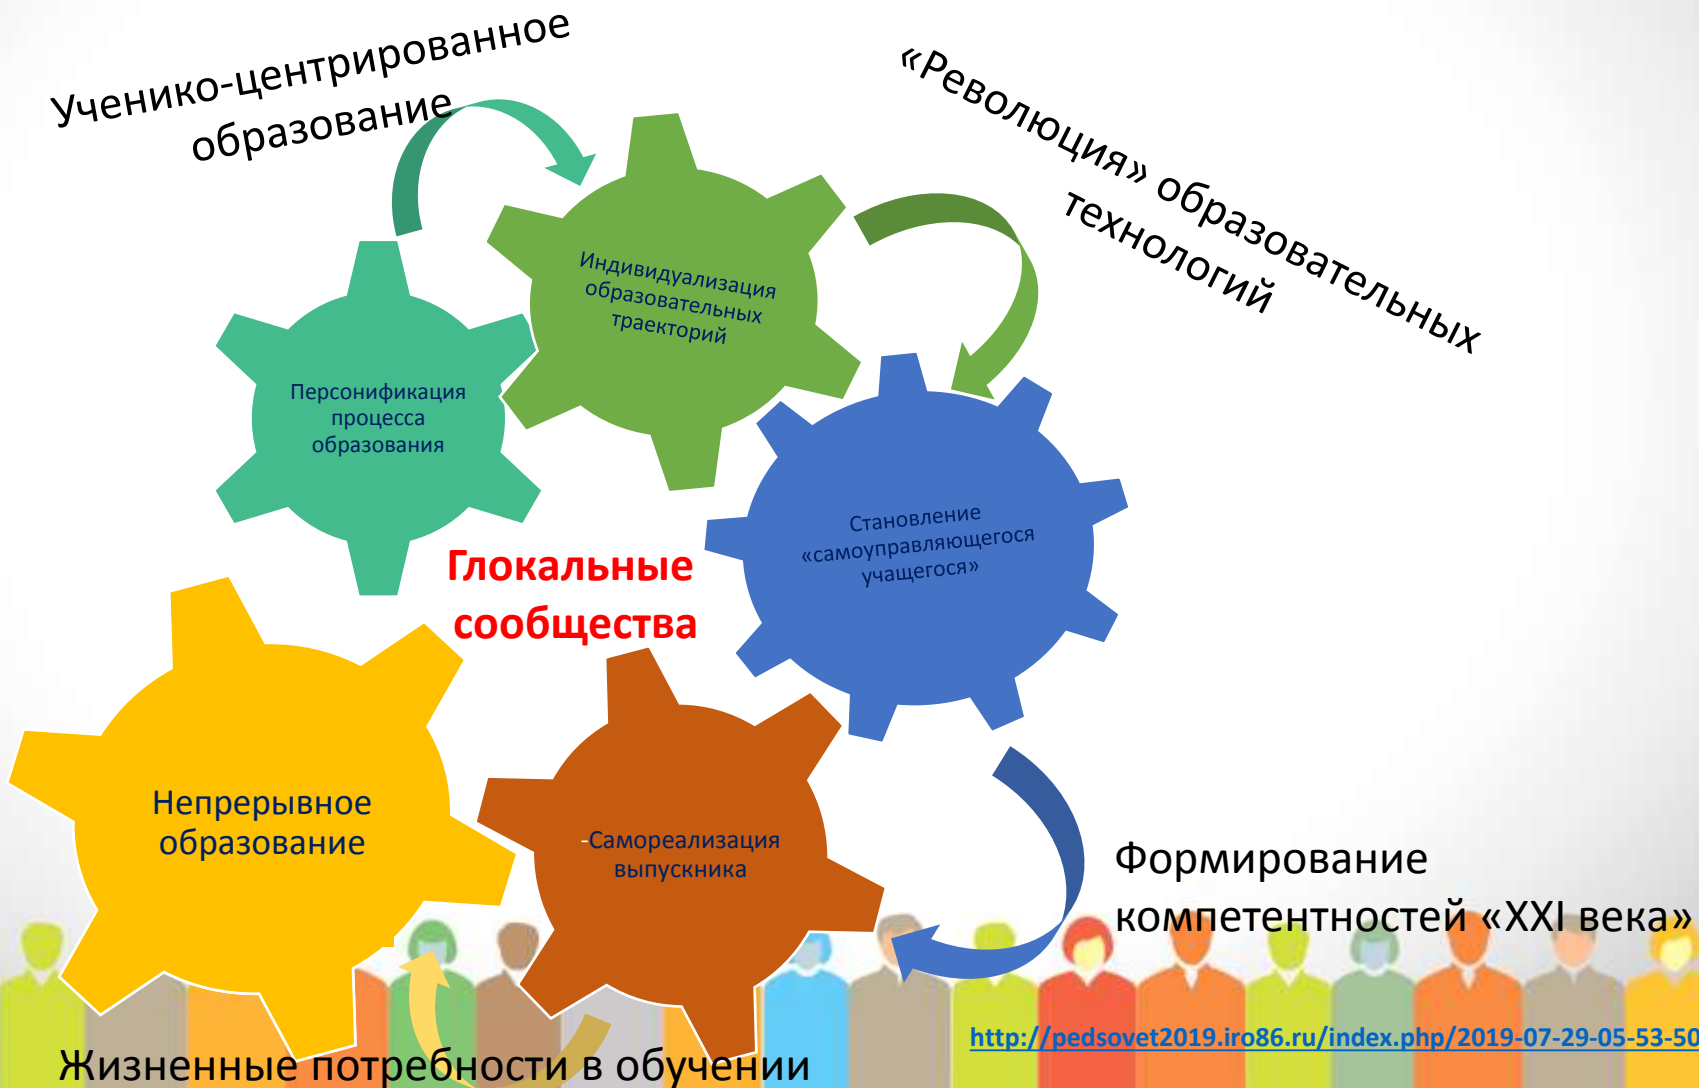 Ученико-центрированное
образование
«Революция» образовательных
технологий
Индивидуализация
образовательных
траекторий
Персонификация
процесса
образования
Становление
«самоуправляющегося
учащегося»
Глокальные
сообщества
Непрерывное
образование
-Самореализация
выпускника
Формирование
компетентностей «XXI века»
http://pedsovet2019.iro86.ru/index.php/2019-07-29-05-53-50
Жизненные потребности в обучении